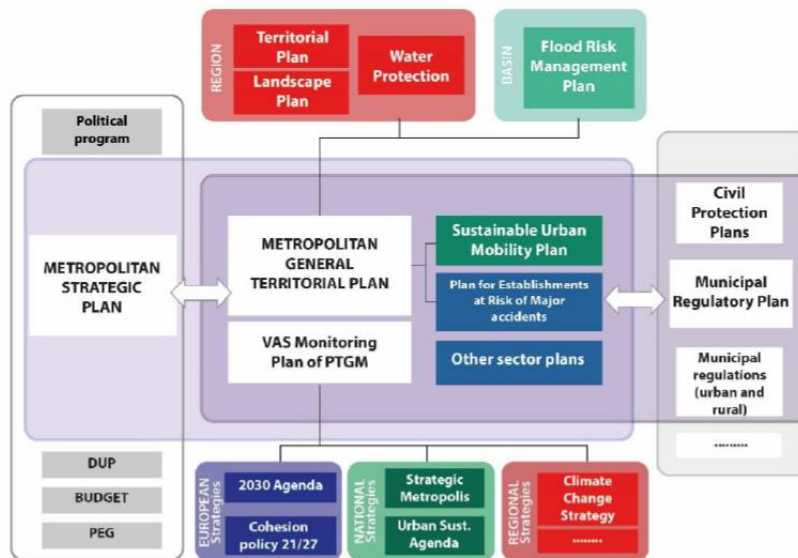 REGION
Territorial
Plan
Landscape
Plan
Water
Protection
BASIN
Flood Risk
Management
Plan
Political
program
METROPOLITAN
STRATEGIC
PLAN
DUP
BUDGET
PEG
METROPOLITAN
GENERAL
TERRITORIAL PLAN
VAS Monitoring
Plan of PTGM
Sustainable Urban
Mobility Plan
Plan for Establishments
at Risk of Major
accidents
Other sector plans
Civil
Protection
Plans
Municipal
Regulatory Plan
Municipal
regulations
(urban and
rural)
.........
EUROPEAN
Strategies
2030 Agenda
Cohesion
policy 21/27
NATIONAL
Strategies
Strategic
Metropolis
Urban Sust.
Agenda
REGIONAL
Strategies
Climate
Change
Strategy
........